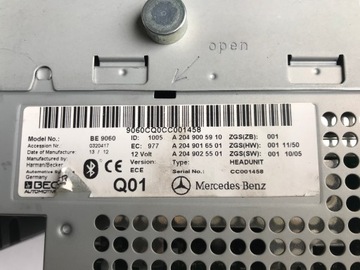 open
9060CQ0CC001458
Model No.: BE 9060 ID: 1005 A 204 900 59 10 ZGS(ZB): 001
Accession Nr 0320417 EC: 977 A 204 901 65 01 ZGS(HW): 001 11/50
Date of Manufacture: 13 / 12 12 Volt A 204 902 55 01 ZGS(SW): 001 10/05
Manufactured by: Version: Type: HEADUNIT
Harman/Becker ECE Serial Number: CC001458
Automotive
Germany
Q01 Mercedes Benz
BEC
AUTOMOTIVE